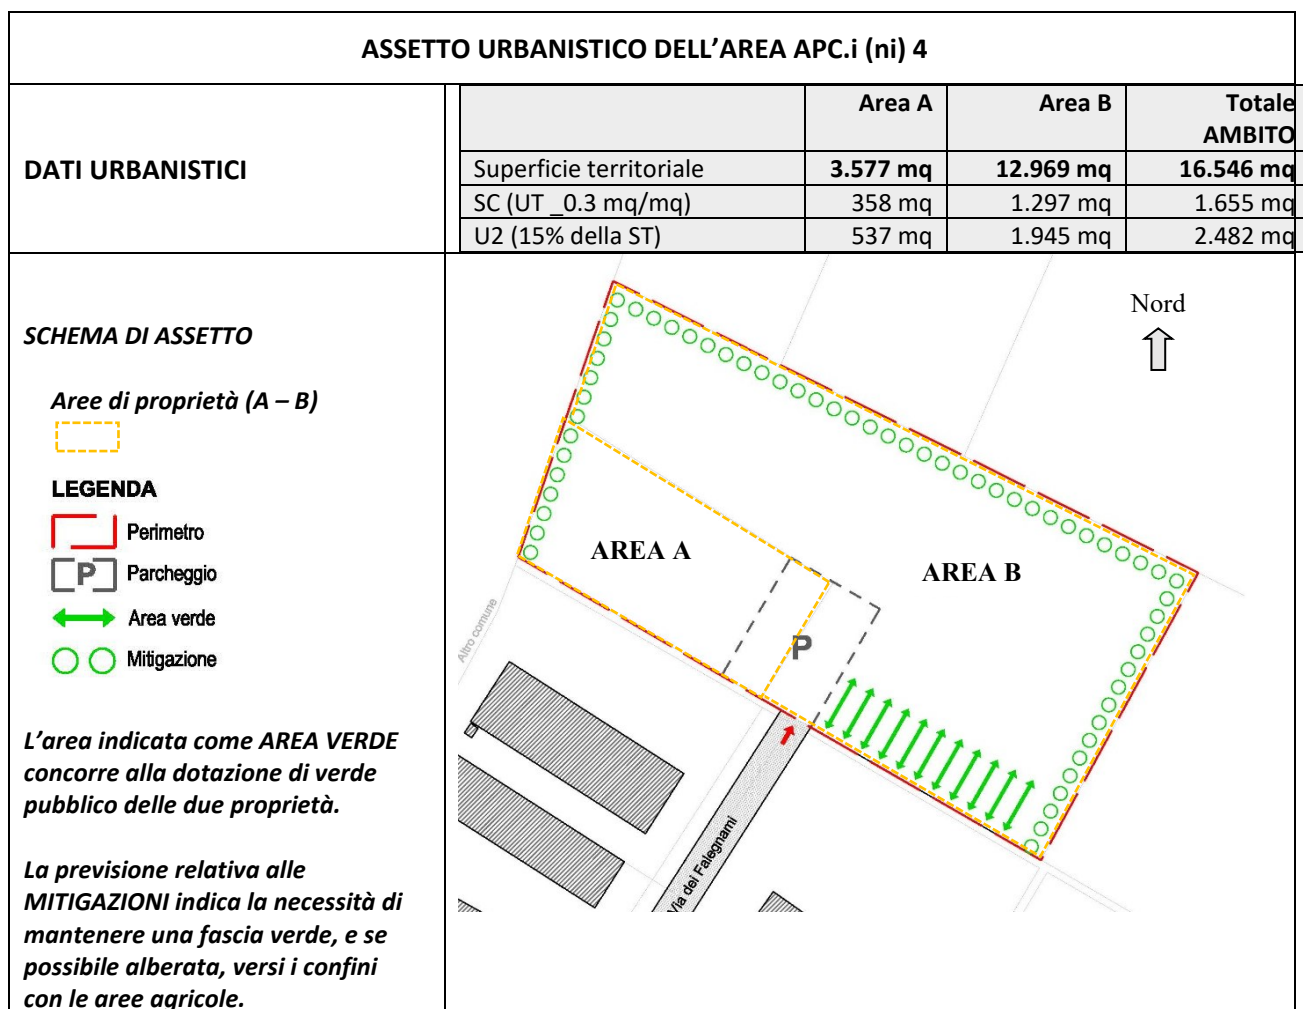 ASSETTO URBANISTICO DELL’AREA APC.i (ni) 4
DATI URBANISTICI
Area A Area B Totale
AMBITO
Superficie territoriale 3.577 mq 12.969 mq 16.546 mq
SC (UT _0.3 mq/mq) 358 mq 1.297 mq 1.655 mq
U2 (15% della ST) 537 mq 1.945 mq 2.482 mq
SCHEMA DI ASSETTO
Aree di proprietà (A – B)
LEGENDA
Perimetro
P Parcheggio
Area verde
Mitigazione
L’area indicata come AREA VERDE
concorre alla dotazione di verde
pubblico delle due proprietà.
La previsione relativa alle
MITIGAZIONI indica la necessità di
mantenere una fascia verde, e se
possibile alberata, versi i confini
con le aree agricole.
Nord
AREA A
AREA B
P
Altro comune
Via dei Falegnami